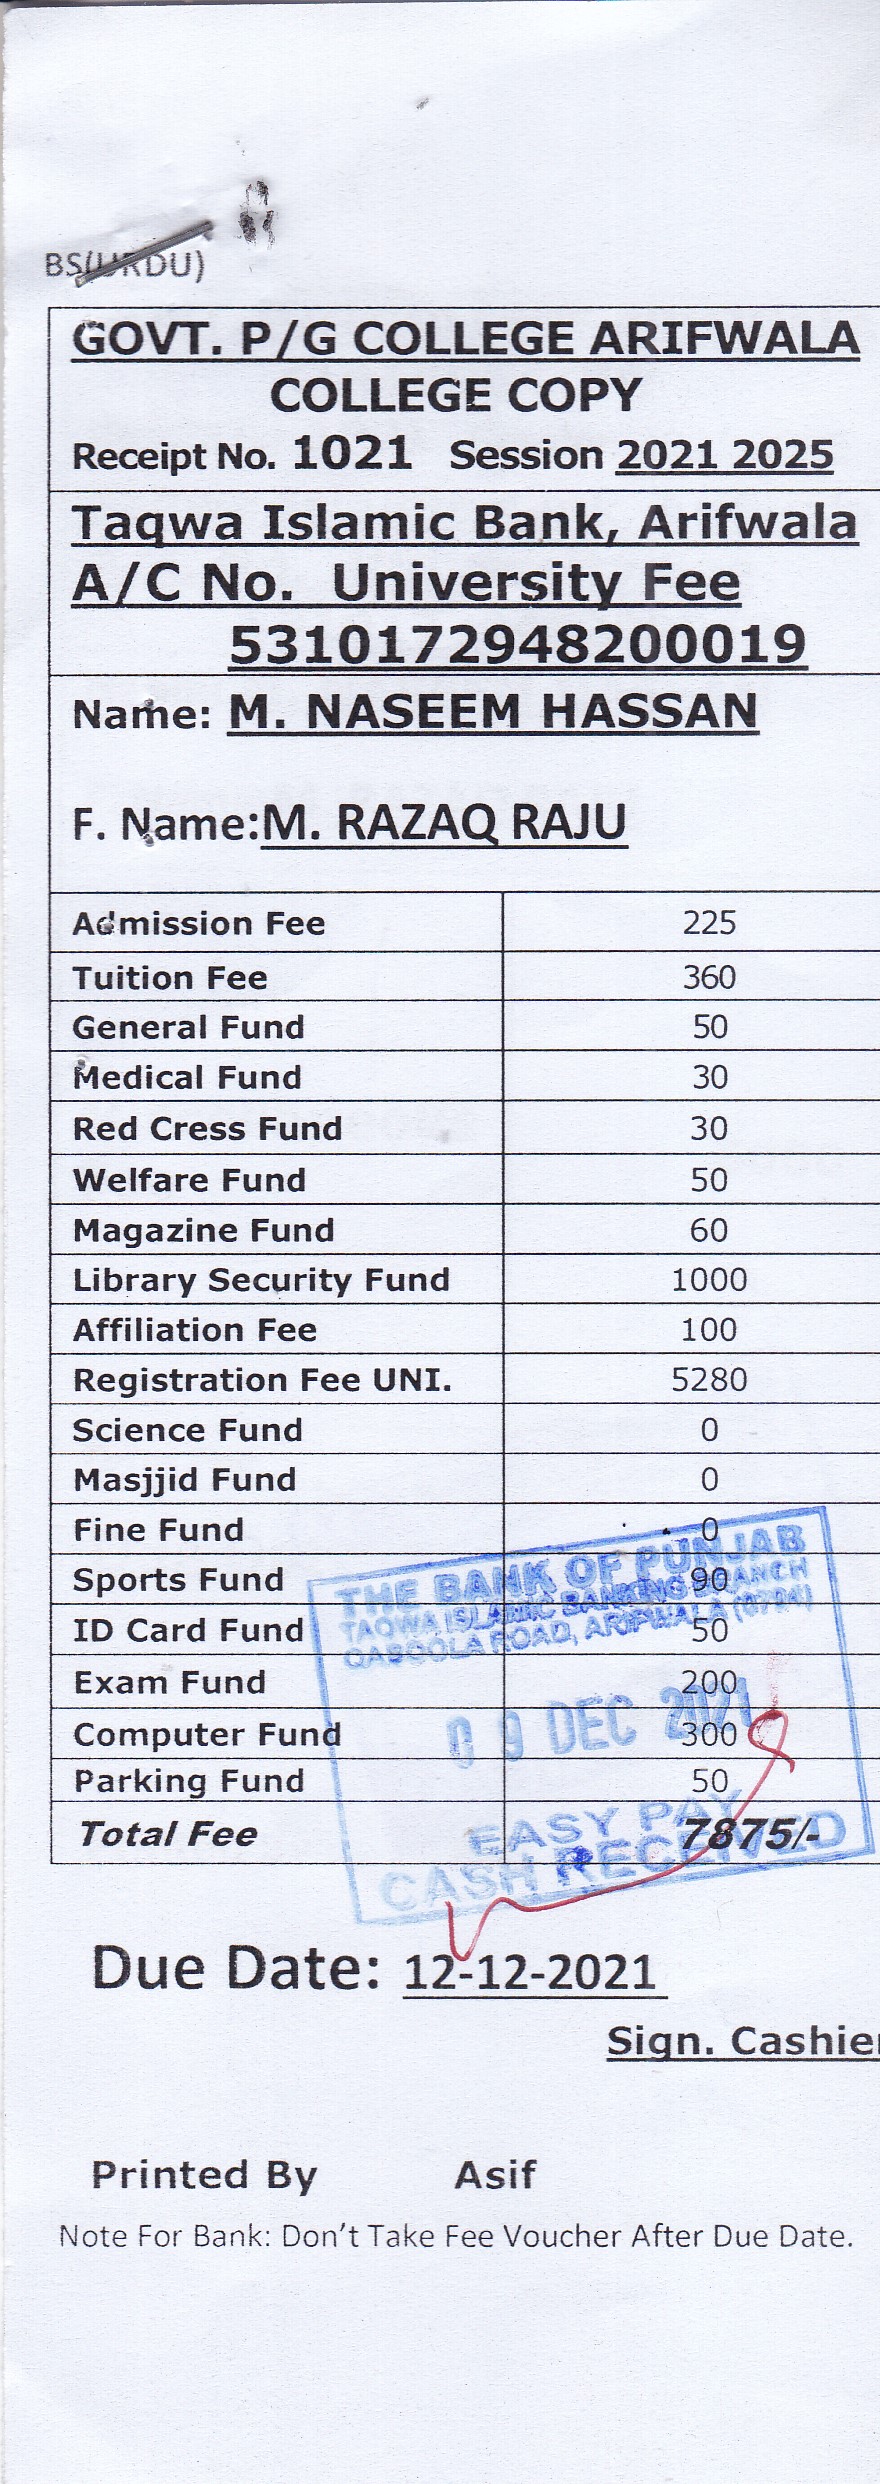 BS(URDU)
GOVT. P/G COLLEGE ARIFWALA
COLLEGE COPY
Receipt No. 1021 Session 2021 2025
Taqwa Islamic Bank, Arifwala
A/C No. University Fee
5310172948200019
Name: M. NASEEM HASSAN
F. Name:M. RAZAQ RAJU
Admission Fee 225
Tuition Fee 360
General Fund 50
Medical Fund 30
Red Cress Fund 30
Welfare Fund 50
Magazine Fund 60
Library Security Fund 1000
Affiliation Fee 100
Registration Fee UNI. 5280
Science Fund 0
Masjjid Fund 0
Fine Fund 0
Sports Fund 90
ID Card Fund 50
Exam Fund 200
Computer Fund 300
Parking Fund 50
Total Fee 7875/-
THE BANK OF PUNJAB
TAQWA ISLAMIC BANKING BRANCH
QABOOLA ROAD, ARIFWALA
09 DEC 2021
EASY PAY
CASH RECEIVED
Due Date: 12-12-2021
Sign. Cashier
Printed By Asif
Note For Bank: Don't Take Fee Voucher After Due Date.